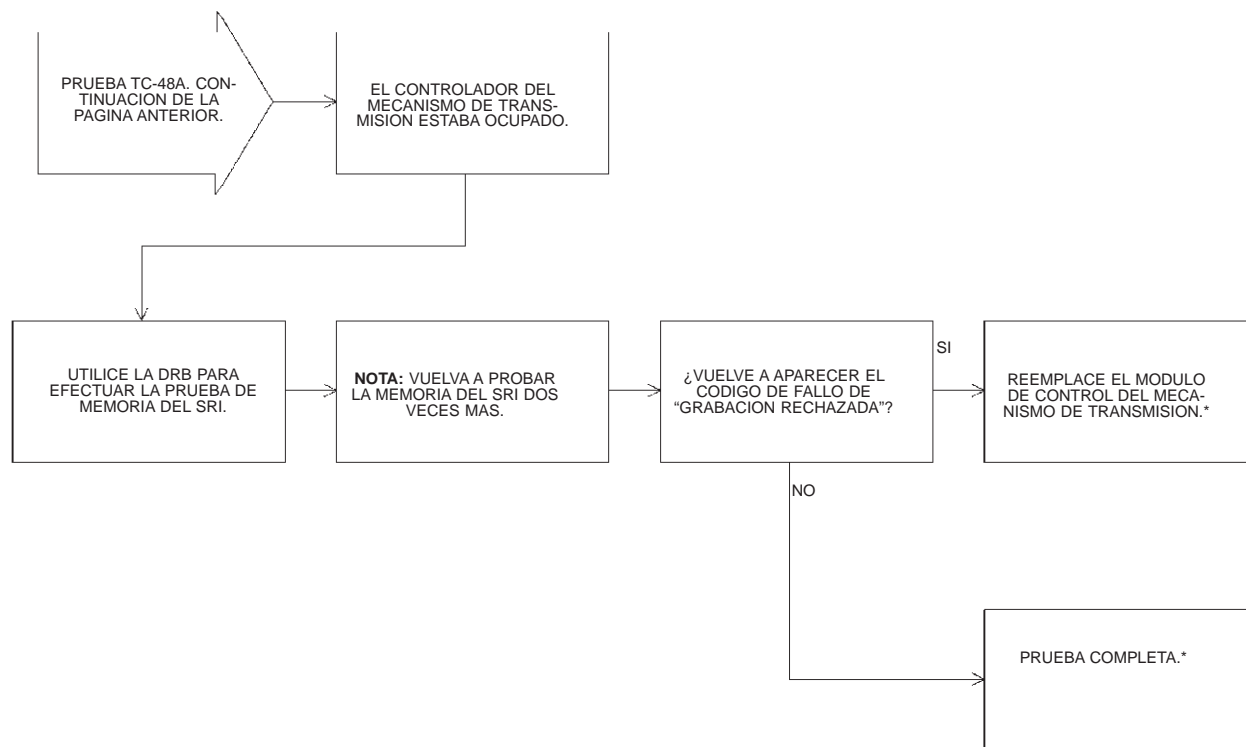 PRUEBA TC-48A. CON-
TINUACION DE LA
PAGINA ANTERIOR.
EL CONTROLADOR DEL
MECANISMO DE TRANS-
MISION ESTABA OCUPADO.
UTILICE LA DRB PARA
EFECTUAR LA PRUEBA DE
MEMORIA DEL SRI.
NOTA: VUELVA A PROBAR
LA MEMORIA DEL SRI DOS
VECES MAS.
¿VUELVE A APARECER EL
CODIGO DE FALLO DE
“GRABACION RECHAZADA”?
SI
REEMPLACE EL MODULO
DE CONTROL DEL MECA-
NISMO DE TRANSMISION.*
NO
PRUEBA COMPLETA.*